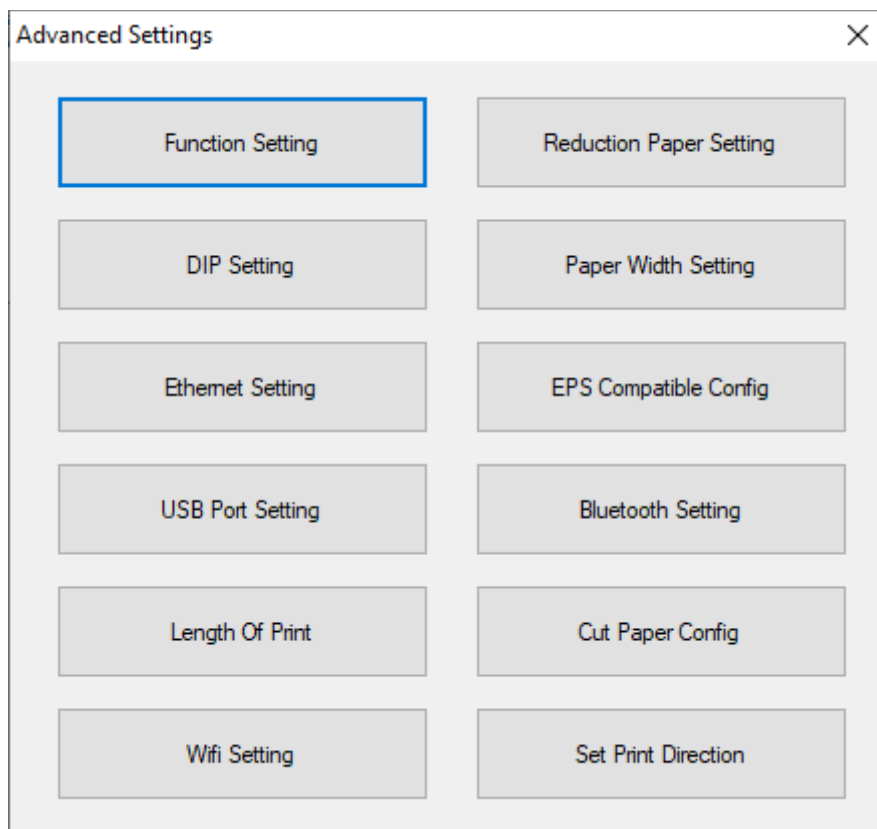 Advanced Settings
Function Setting
Reduction Paper Setting
DIP Setting
Paper Width Setting
Ethernet Setting
EPS Compatible Config
USB Port Setting
Bluetooth Setting
Length Of Print
Cut Paper Config
Wifi Setting
Set Print Direction